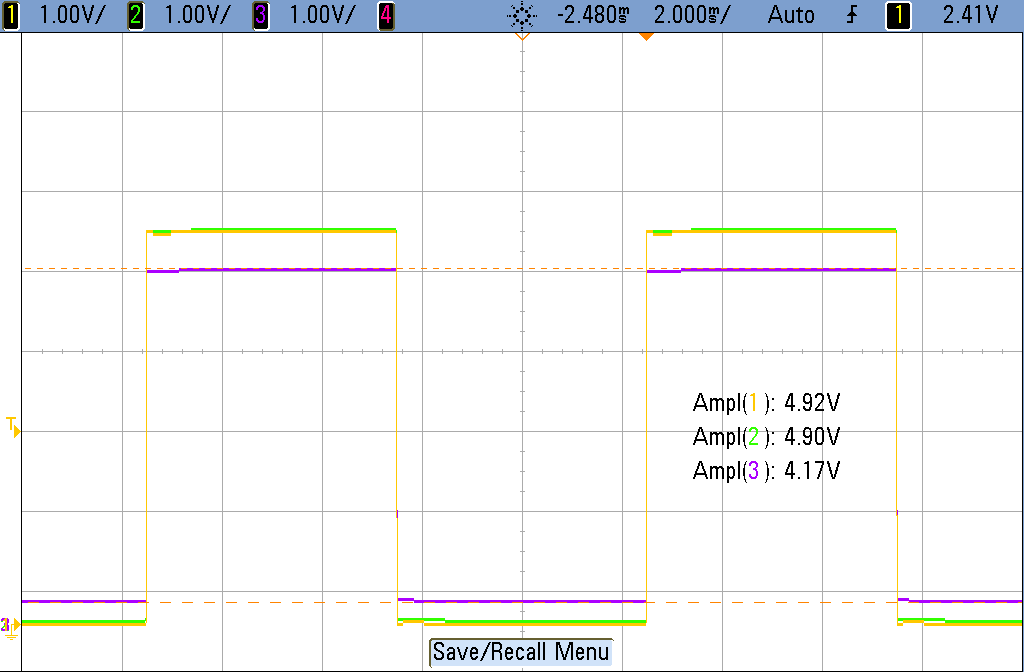 1 1.00V/ 2 1.00V/ 3 1.00V/ 4 -2.480ms 2.000ms/ Auto 1 2.41V
Ampl(1): 4.92V
T
Ampl(2): 4.90V
Ampl(3): 4.17V
3
Save/Recall Menu